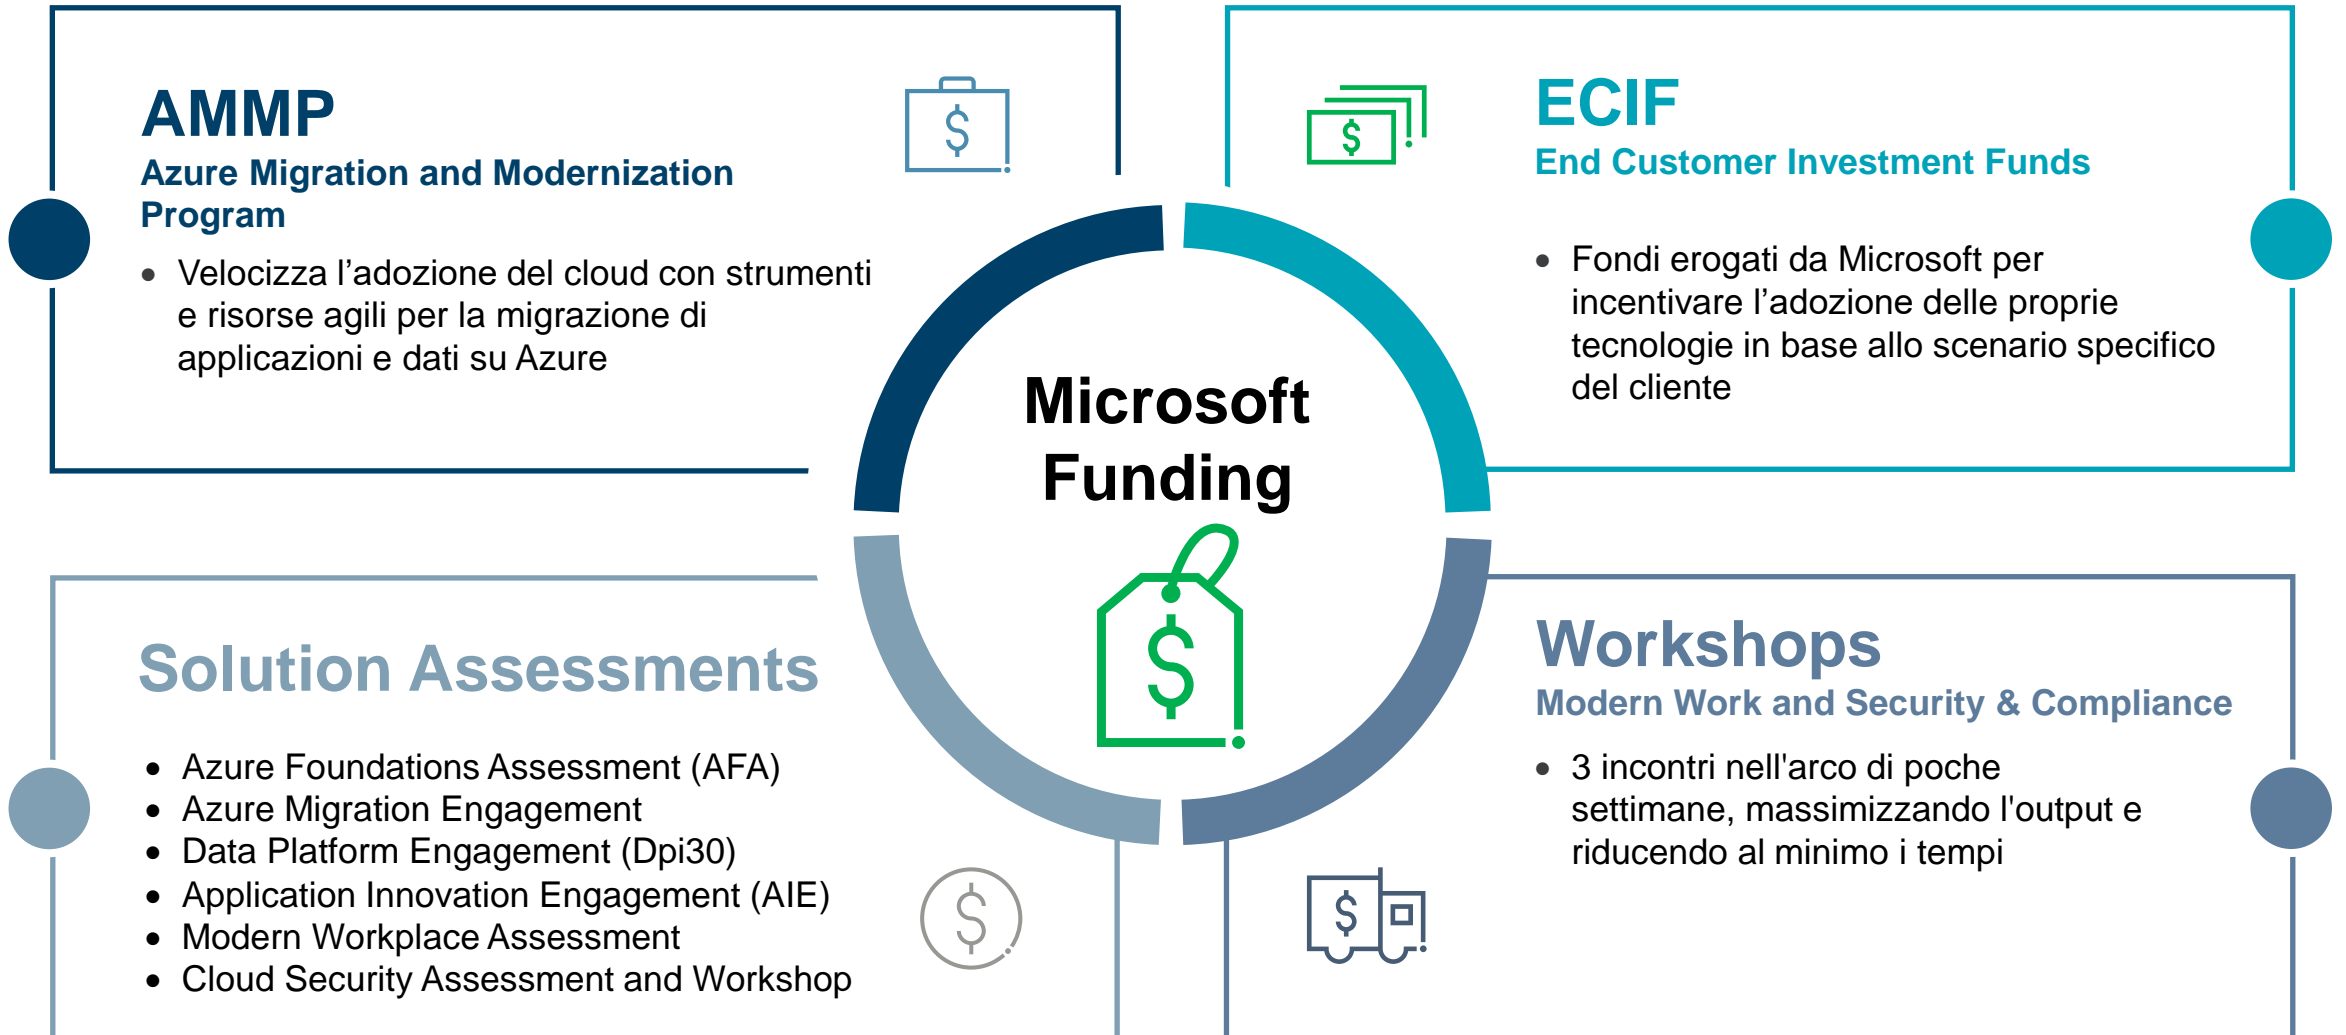 AMMP
Azure Migration and Modernization
Program
• Velocizza l’adozione del cloud con strumenti
e risorse agili per la migrazione di
applicazioni e dati su Azure
$
ECIF
End Customer Investment Funds
• Fondi erogati da Microsoft per
incentivare l’adozione delle proprie
tecnologie in base allo scenario specifico
del cliente
$
Microsoft
Funding
$
Solution Assessments
• Azure Foundations Assessment (AFA)
• Azure Migration Engagement
• Data Platform Engagement (Dpi30)
• Application Innovation Engagement (AIE)
• Modern Workplace Assessment
• Cloud Security Assessment and Workshop
$
Workshops
Modern Work and Security & Compliance
• 3 incontri nell'arco di poche
settimane, massimizzando l'output e
riducendo al minimo i tempi
$